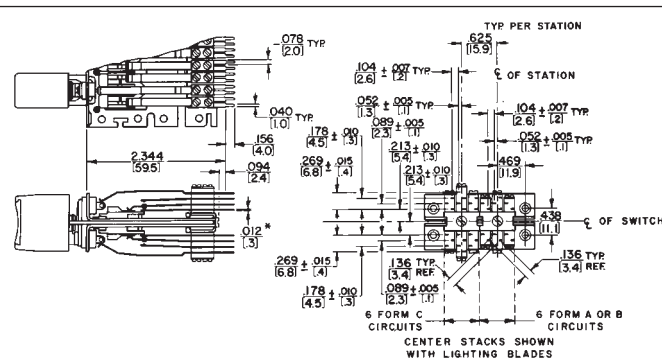 TYP. PER STATION
.625
[15.9]
.078 TYP.
[2.0]
.104 ± .007 TYP.
[2.6] [.2]
℄ OF STATION
.052 ± .005 TYP.
[1.3] [.1]
.104 ± .007 TYP.
[2.6] [.2]
.040 TYP.
[1.0]
.089 ± .005
[2.3] [.1]
.178 ± .010
[4.5] [.3]
.052 ± .005 TYP.
[1.3] [.1]
.156
[4.0]
.213 ± .010
[5.4] [.3]
.469
[11.9]
2.344
[59.5]
.094
[2.4]
.269 ± .015
[6.8] [.4]
.213 ± .010
[5.4] [.3]
.012 *
[.3]
.438
[11.1]
℄ OF SWITCH
.269 ± .015
[6.8] [.4]
.136 TYP.
[3.4] REF.
.136 TYP.
[3.4] REF.
.178 ± .010
[4.5] [.3]
.089 ± .005
[2.3] [.1]
6 FORM C
CIRCUITS
6 FORM A OR B
CIRCUITS
CENTER STACKS SHOWN
WITH LIGHTING BLADES